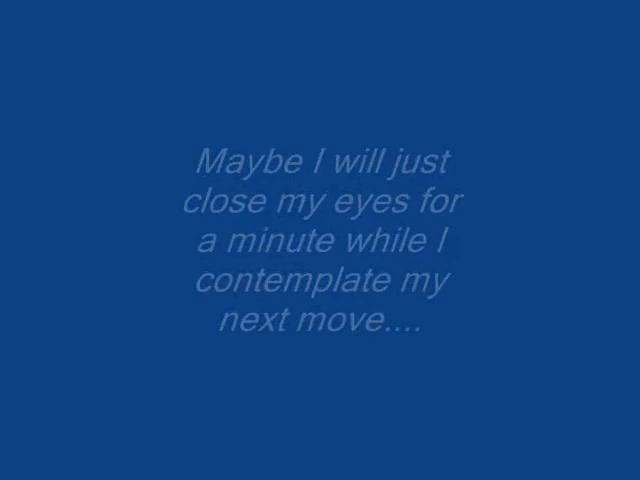 Maybe I will just
close my eyes for
a minute while I
contemplate my
next move....